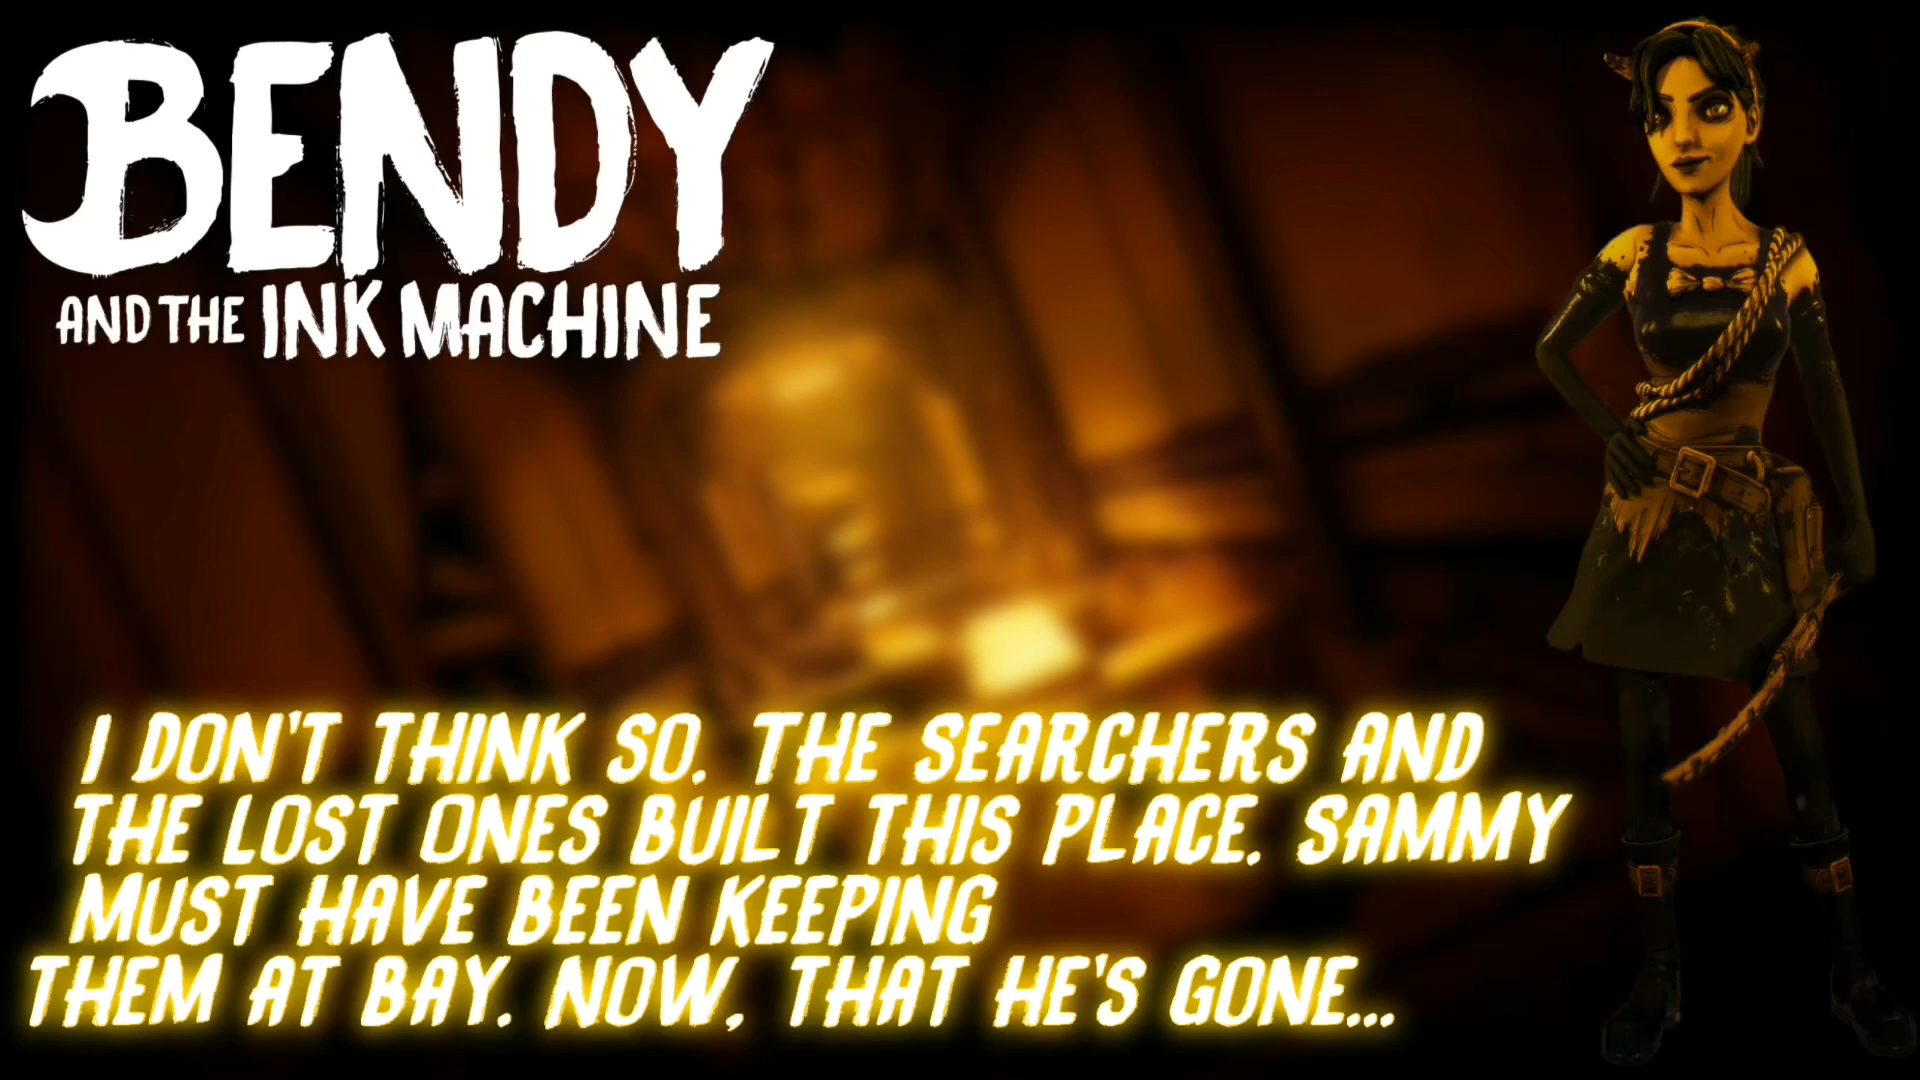 BENDY
AND THE INK MACHINE
I DON'T THINK SO. THE SEARCHERS AND
THE LOST ONES BUILT THIS PLACE. SAMMY
MUST HAVE BEEN KEEPING
THEM AT BAY. NOW, THAT HE'S GONE...